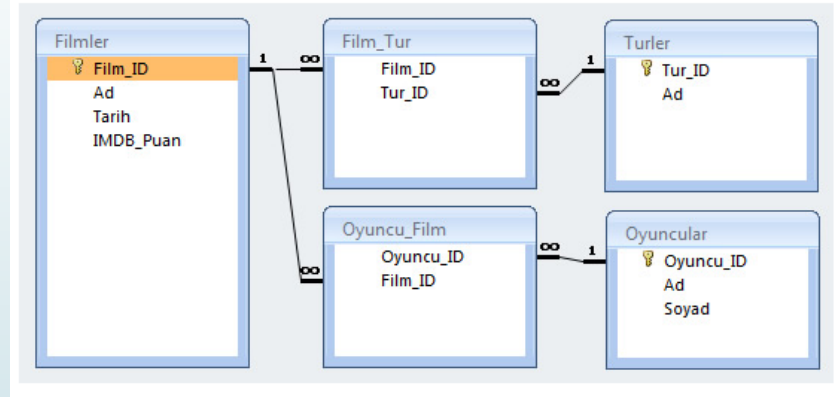 Filmler
Film_ID
Ad
Tarih
IMDB_Puan
1
∞
∞
Film_Tur
Film_ID
Tur_ID
∞
1
Turler
Tur_ID
Ad
Oyuncu_Film
Oyuncu_ID
Film_ID
∞
1
Oyuncular
Oyuncu_ID
Ad
Soyad